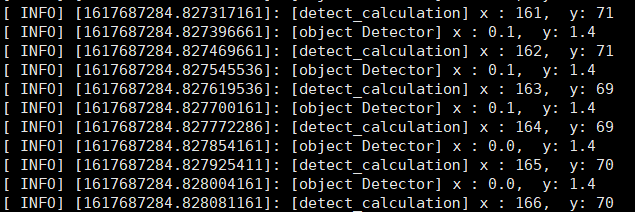 [ INFO] [1617687284.827317161]: [detect_calculation] x : 161,  y: 71
[ INFO] [1617687284.827396661]: [object Detector] x : 0.1,  y: 1.4
[ INFO] [1617687284.827469661]: [detect_calculation] x : 162,  y: 71
[ INFO] [1617687284.827545536]: [object Detector] x : 0.1,  y: 1.4
[ INFO] [1617687284.827619536]: [detect_calculation] x : 163,  y: 69
[ INFO] [1617687284.827700161]: [object Detector] x : 0.1,  y: 1.4
[ INFO] [1617687284.827772286]: [detect_calculation] x : 164,  y: 69
[ INFO] [1617687284.827854161]: [object Detector] x : 0.0,  y: 1.4
[ INFO] [1617687284.827925411]: [detect_calculation] x : 165,  y: 70
[ INFO] [1617687284.828004161]: [object Detector] x : 0.0,  y: 1.4
[ INFO] [1617687284.828081161]: [detect_calculation] x : 166,  y: 70